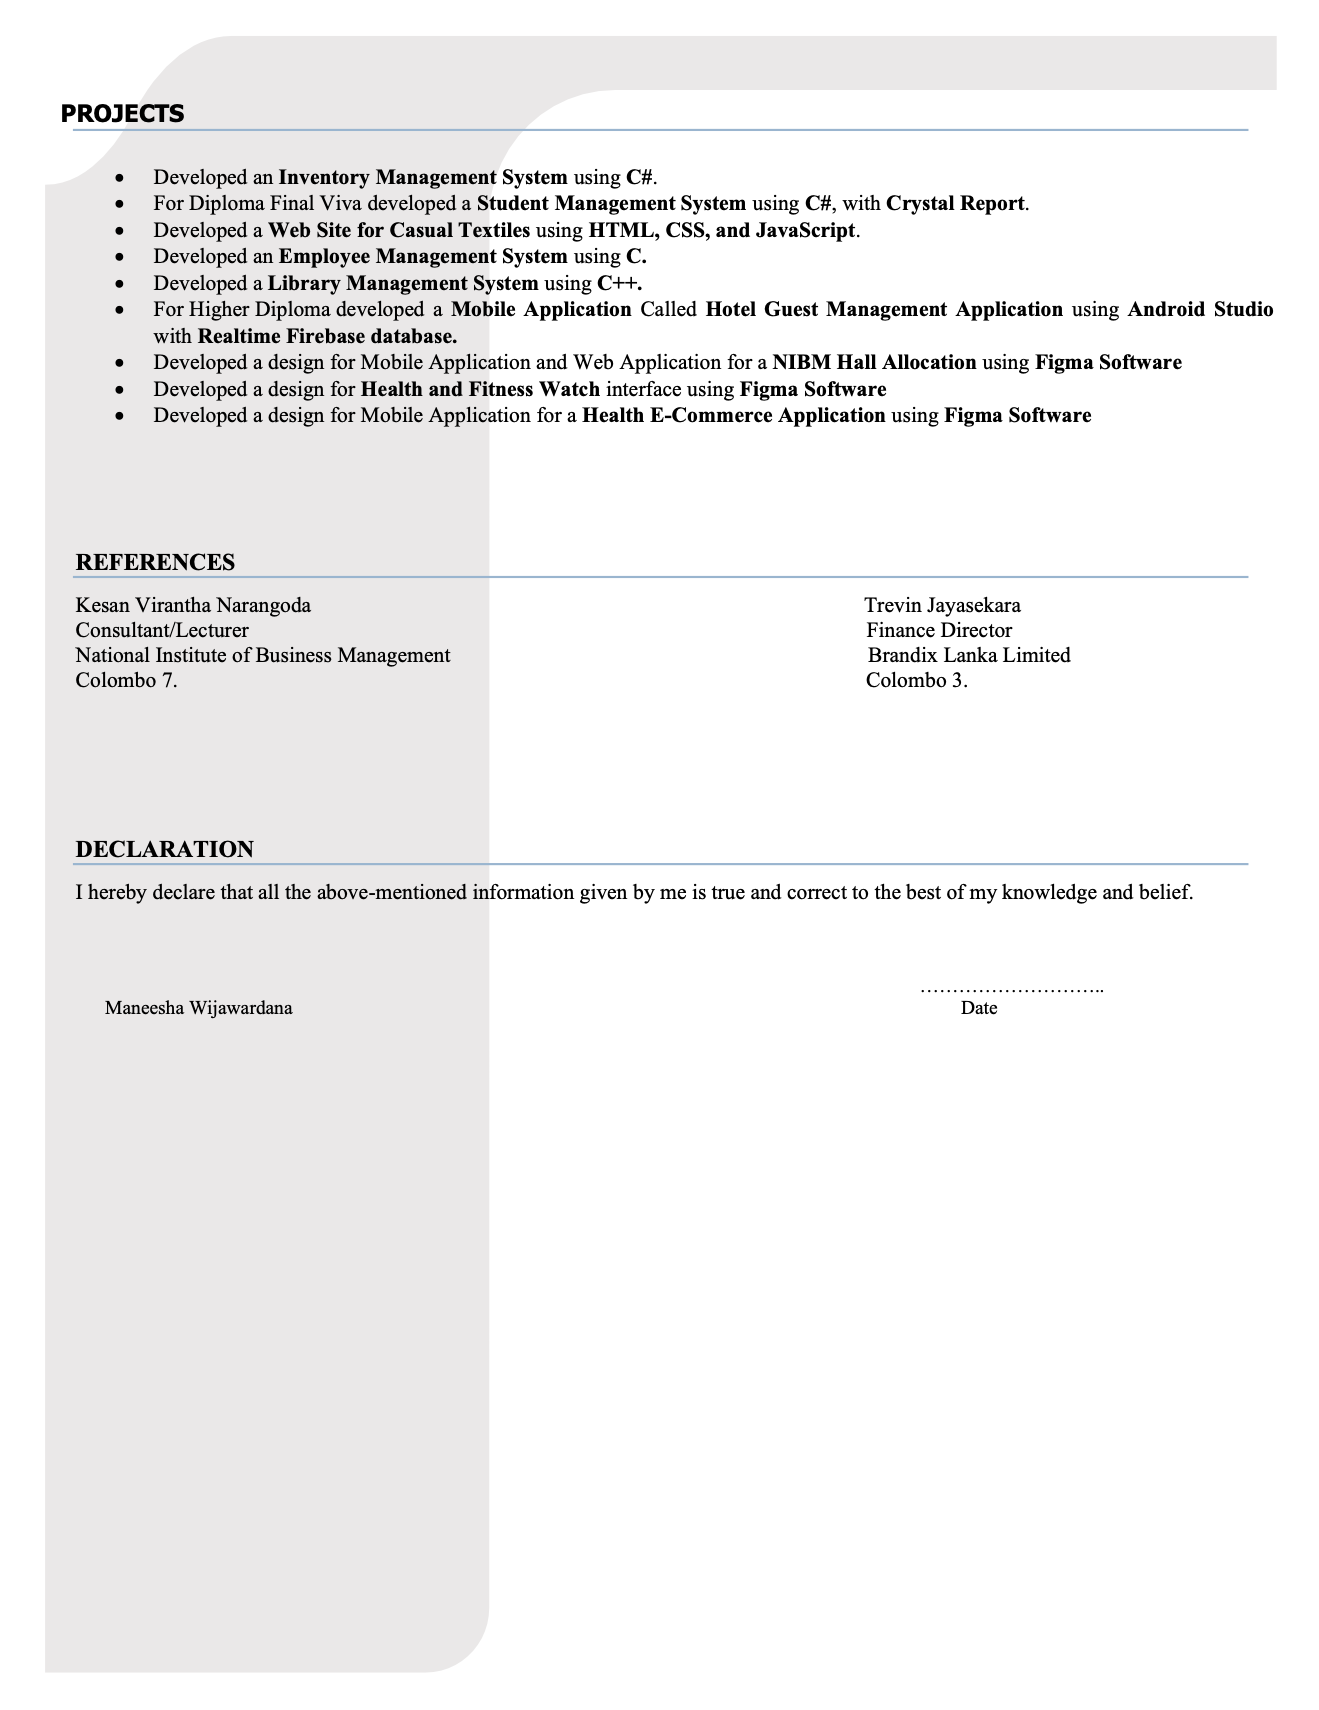 PROJECTS
• Developed an Inventory Management System using C#.
• For Diploma Final Viva developed a Student Management System using C#, with Crystal Report.
• Developed a Web Site for Casual Textiles using HTML, CSS, and JavaScript.
• Developed an Employee Management System using C.
• Developed a Library Management System using C++.
• For Higher Diploma developed a Mobile Application Called Hotel Guest Management Application using Android Studio
with Realtime Firebase database.
• Developed a design for Mobile Application and Web Application for a NIBM Hall Allocation using Figma Software
• Developed a design for Health and Fitness Watch interface using Figma Software
• Developed a design for Mobile Application for a Health E-Commerce Application using Figma Software
REFERENCES
Kesan Virantha Narangoda Trevin Jayasekara
Consultant/Lecturer Finance Director
National Institute of Business Management Brandix Lanka Limited
Colombo 7. Colombo 3.
DECLARATION
I hereby declare that all the above-mentioned information given by me is true and correct to the best of my knowledge and belief.
………………………..
Maneesha Wijawardana Date